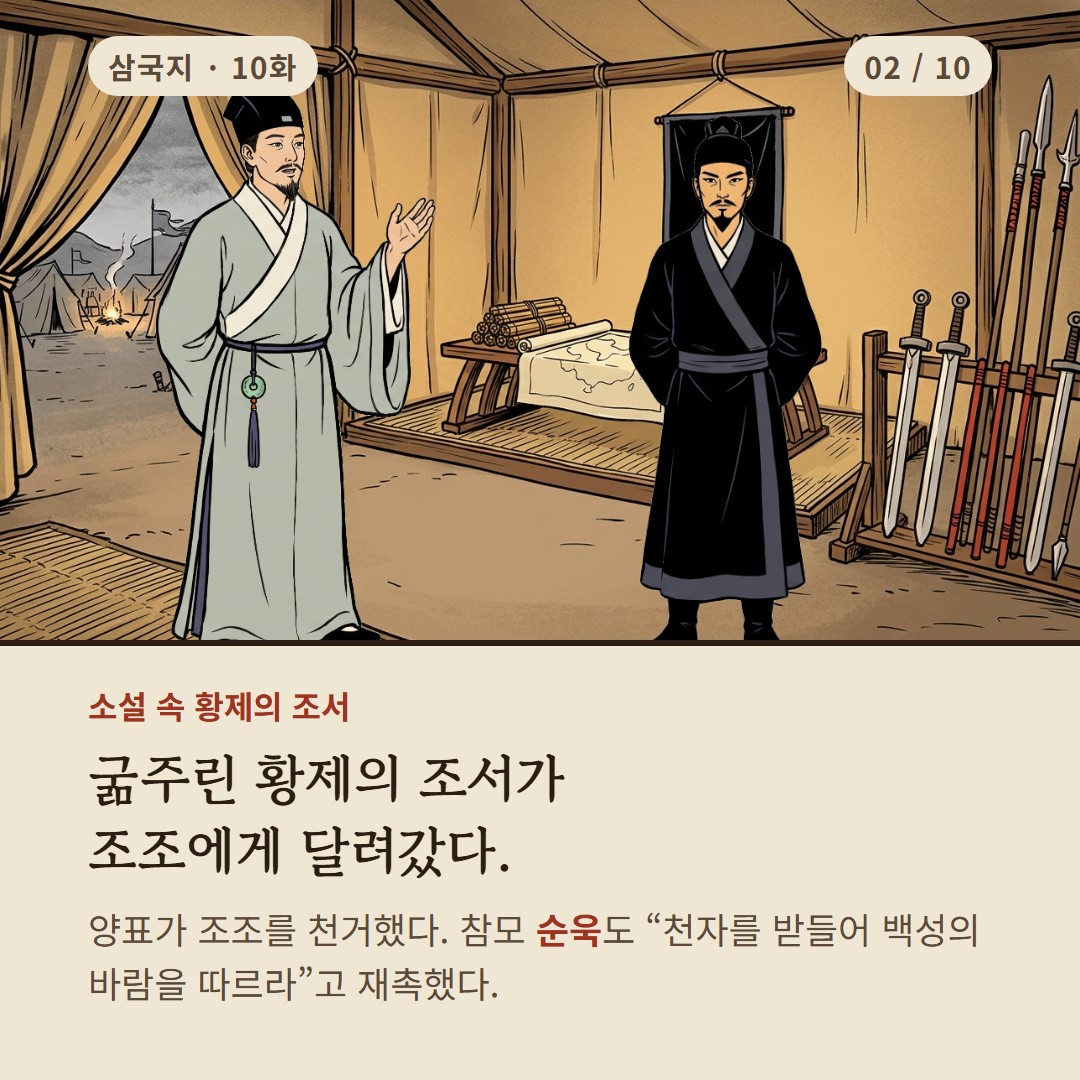 삼국지 · 10화
02 / 10
소설 속 황제의 조서
굶주린 황제의 조서가
조조에게 달려갔다.
양표가 조조를 천거했다. 참모 순욱도 “천자를 받들어 백성의
바람을 따르라”고 재촉했다.